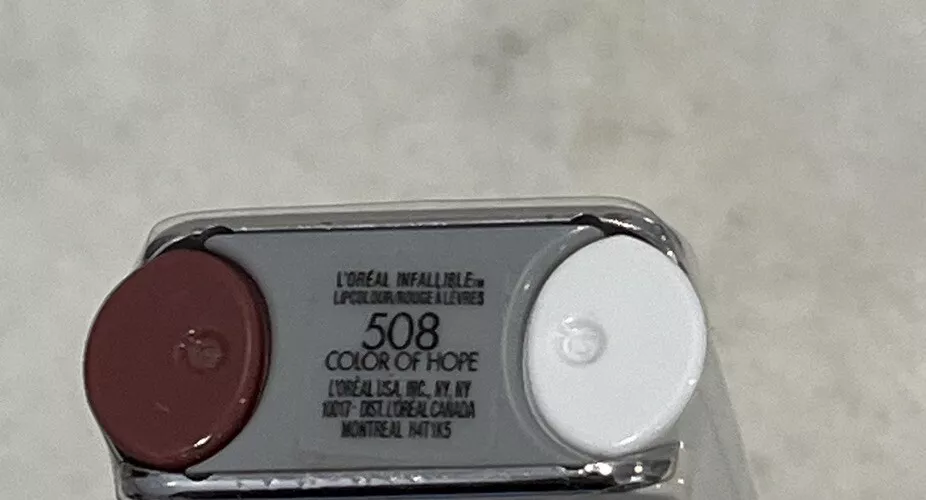 L'ORÉAL INFALLIBLE™
LIPCOLOUR/ROUGE À LÈVRES
508
COLOR OF HOPE
L'ORÉAL USA, INC., NY, NY
10017 - DIST. L'ORÉAL CANADA
MONTREAL H4T1K5